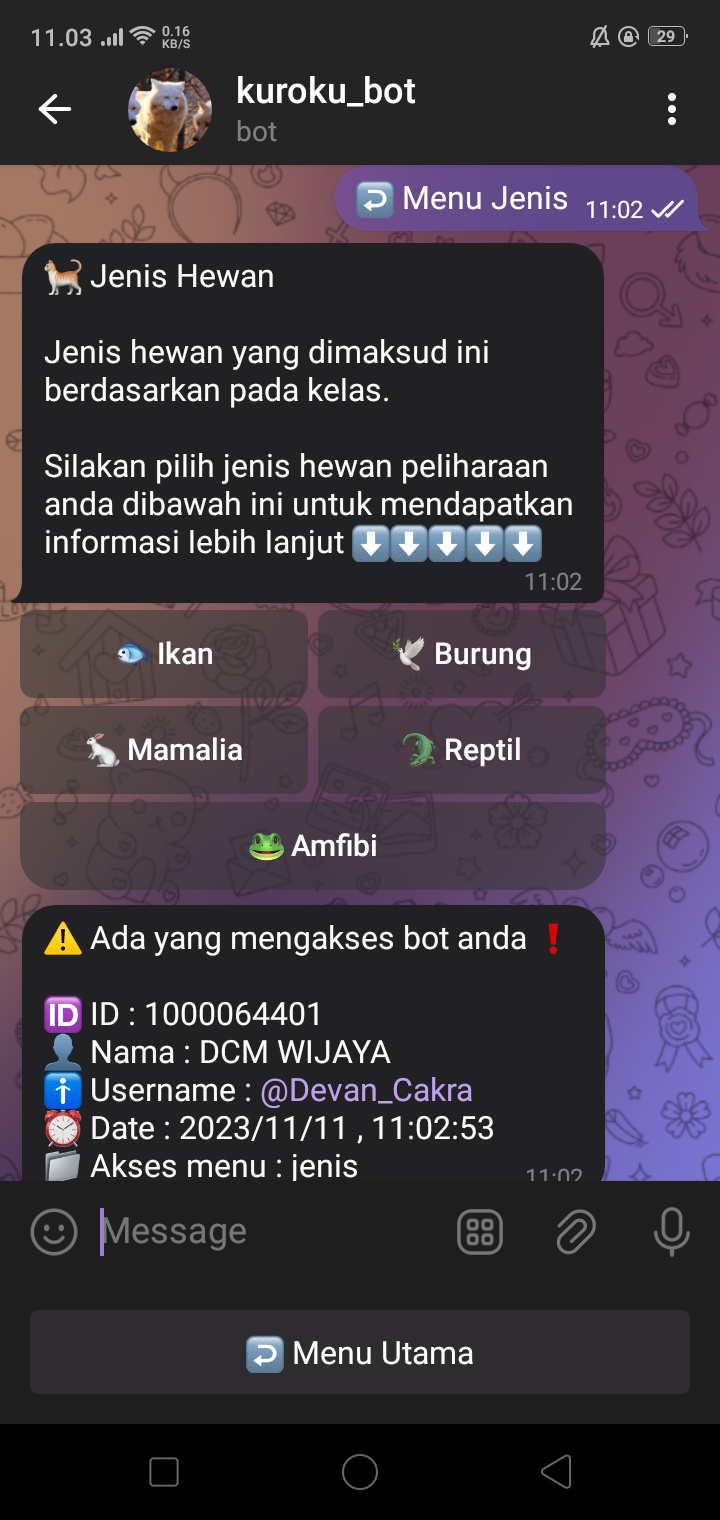 11.03 0.16 KB/S 29
kuroku_bot
bot
Menu Jenis 11:02
Jenis Hewan
Jenis hewan yang dimaksud ini
berdasarkan pada kelas.
Silakan pilih jenis hewan peliharaan
anda dibawah ini untuk mendapatkan
informasi lebih lanjut ⬇️⬇️⬇️⬇️⬇️
11:02
Ikan
Burung
Mamalia
Reptil
Amfibi
⚠️ Ada yang mengakses bot anda ❗
🆔 ID : 1000064401
Nama : DCM WIJAYA
Username : @Devan_Cakra
Date : 2023/11/11 , 11:02:53
Akses menu : jenis
11:02
Message
Menu Utama